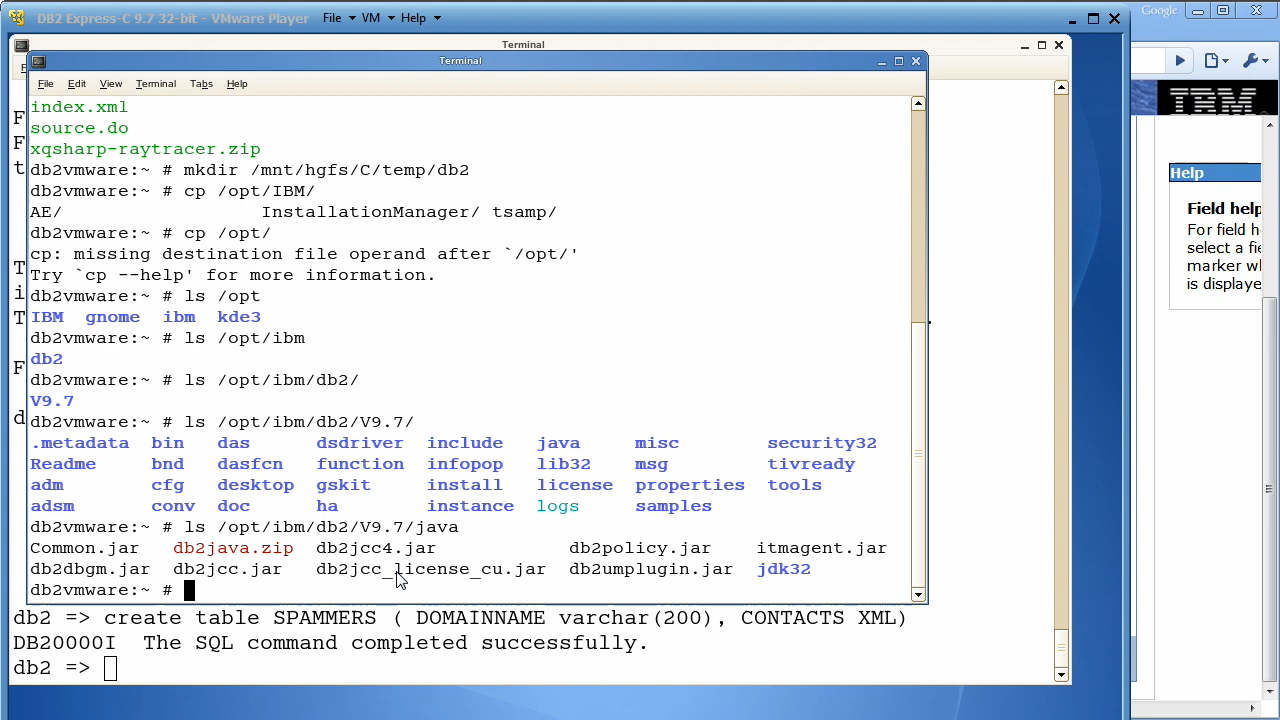 DB2 Express-C 9.7 32-bit - VMware Player File VM Help
Google
Terminal
Terminal
File Edit View Terminal Tabs Help
index.xml
source.do
xqsharp-raytracer.zip
db2vmware:~ # mkdir /mnt/hgfs/C/temp/db2
db2vmware:~ # cp /opt/IBM/
AE/ InstallationManager/ tsamp/
db2vmware:~ # cp /opt/
cp: missing destination file operand after `/opt/'
Try `cp --help' for more information.
db2vmware:~ # ls /opt
IBM gnome ibm kde3
db2vmware:~ # ls /opt/ibm
db2
db2vmware:~ # ls /opt/ibm/db2/
V9.7
db2vmware:~ # ls /opt/ibm/db2/V9.7/
.metadata bin das dsdriver include java misc security32
Readme bnd dasfcn function infopop lib32 msg tivready
adm cfg desktop gskit install license properties tools
adsm conv doc ha instance logs samples
db2vmware:~ # ls /opt/ibm/db2/V9.7/java
Common.jar db2java.zip db2jcc4.jar db2policy.jar itmagent.jar
db2dbgm.jar db2jcc.jar db2jcc_license_cu.jar db2umplugin.jar jdk32
db2vmware:~ #
db2 => create table SPAMMERS ( DOMAINNAME varchar(200), CONTACTS XML)
DB20000I The SQL command completed successfully.
db2 =>
IBM
Help
Field help
For field h
select a fie
marker wh
is displaye